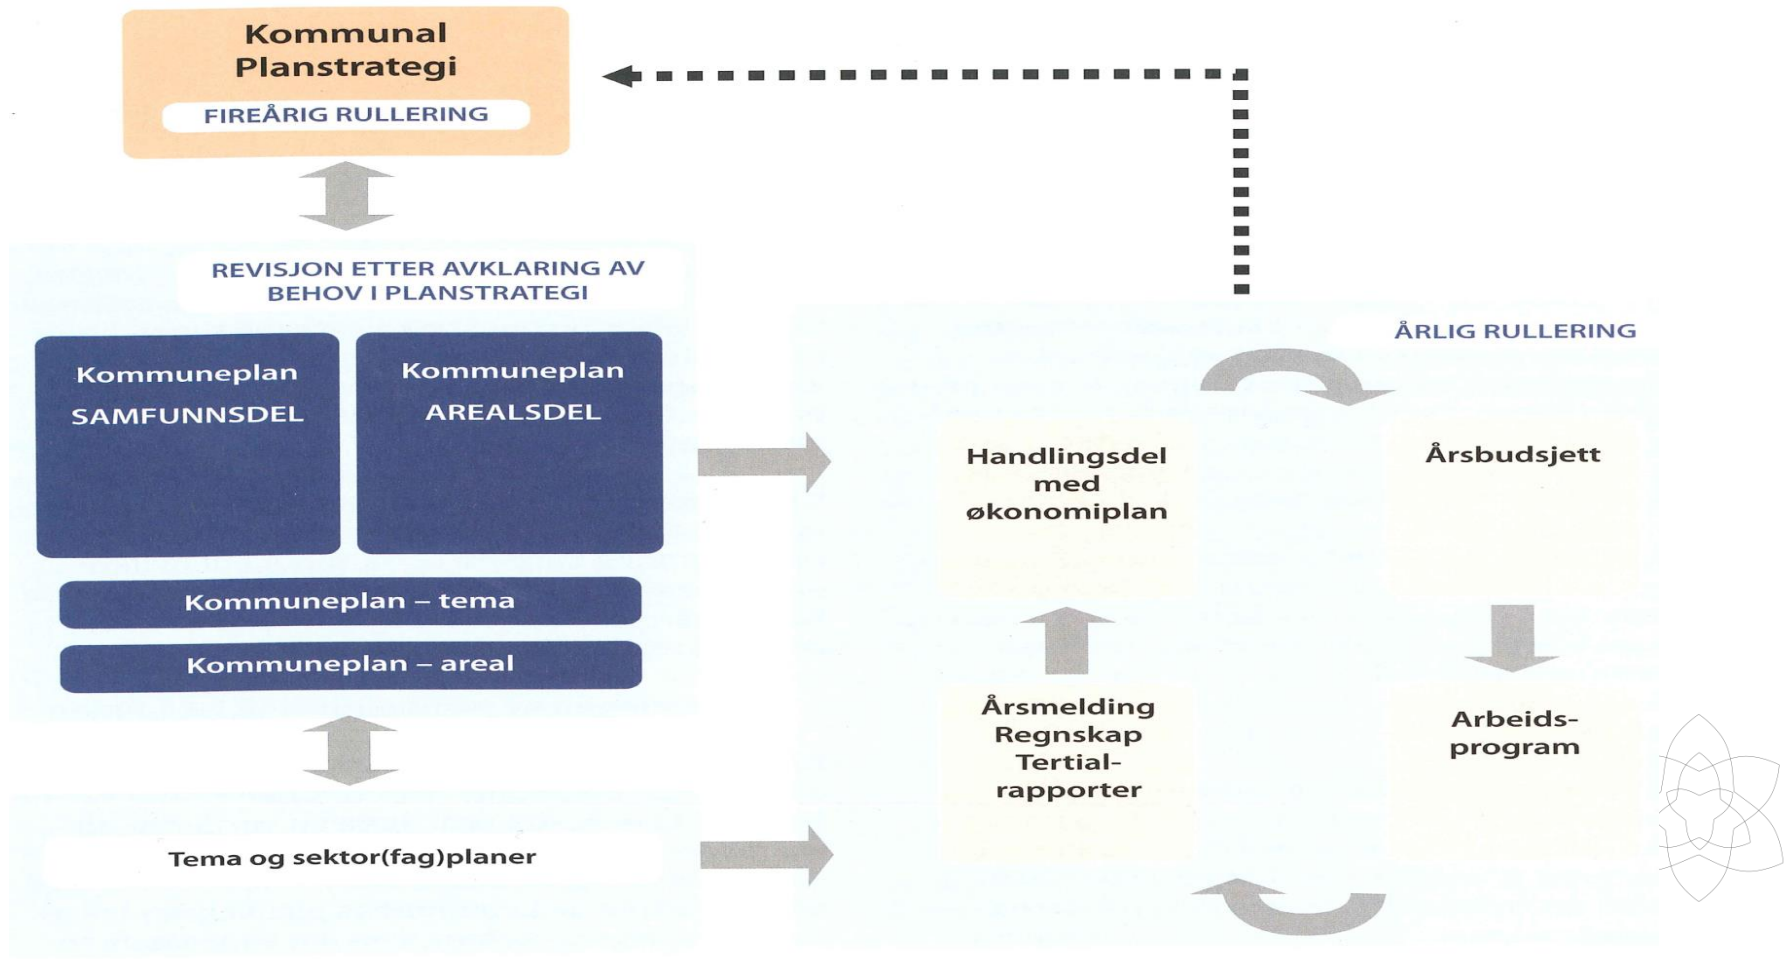 Kommunal
Planstrategi
FIREÅRIG RULLERING
REVISJON ETTER AVKLARING AV
BEHOV I PLANSTRATEGI
Kommuneplan
SAMFUNNSDEL
Kommuneplan
AREALSDEL
Kommuneplan – tema
Kommuneplan – areal
Tema og sektor(fag)planer
ÅRLIG RULLERING
Handlingsdel
med
økonomiplan
Årsbudsjett
Årsmelding
Regnskap
Tertial-
rapporter
Arbeids-
program